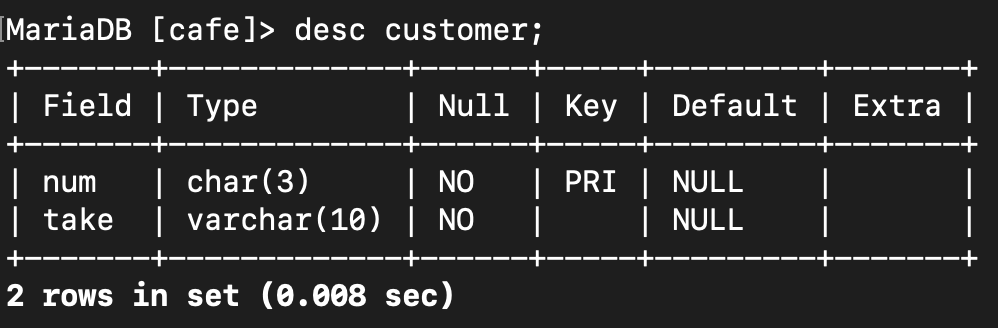 MariaDB [cafe]> desc customer;
+-------+-------------+------+-----+---------+-------+
| Field | Type        | Null | Key | Default | Extra |
+-------+-------------+------+-----+---------+-------+
| num   | char(3)     | NO   | PRI | NULL    |       |
| take  | varchar(10) | NO   |     | NULL    |       |
+-------+-------------+------+-----+---------+-------+
2 rows in set (0.008 sec)